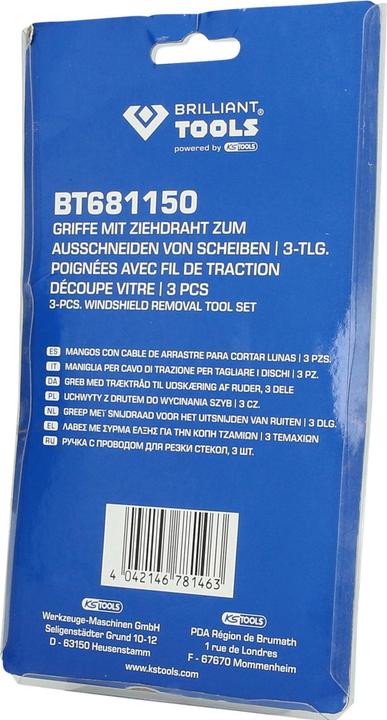 BRILLIANT®
TOOLS
powered by KS TOOLS
BT681150
GRIFFE MIT ZIEHDRAHT ZUM
AUSSCHNEIDEN VON SCHEIBEN | 3-TLG.
POIGNÉES AVEC FIL DE TRACTION
DÉCOUPE VITRE | 3 PCS
3-PCS. WINDSHIELD REMOVAL TOOL SET
ES MANGOS CON CABLE DE ARRASTRE PARA CORTAR LUNAS | 3 PZS.
IT MANIGLIA PER CAVO DI TRAZIONE PER TAGLIARE I DISCHI | 3 PZ.
DA GREB MED TRÆKTRÅD TIL UDSKÆRING AF RUDER, 3 DELE
PL UCHWYTY Z DRUTEM DO WYCINANIA SZYB | 3 CZ.
NL GREEP MET SNIJDRAAD VOOR HET UITSNIJDEN VAN RUITEN | 3 DLG.
EL ΛΑΒΕΣ ΜΕ ΣΥΡΜΑ ΕΛΞΗΣ ΓΙΑ ΤΗΝ ΚΟΠΗ ΤΖΑΜΙΩΝ | 3 ΤΕΜΑΧΙΩΝ
RU РУЧКА С ПРОВОДОМ ДЛЯ РЕЗКИ СТЕКОЛ, 3 ШТ.
4 042146 781463
KS TOOLS
Werkzeuge-Maschinen GmbH
Seligenstädter Grund 10-12
D - 63150 Heusenstamm
KS TOOLS
PDA Région de Brumath
1 rue de Londres
F - 67670 Mommenheim
www.kstools.com